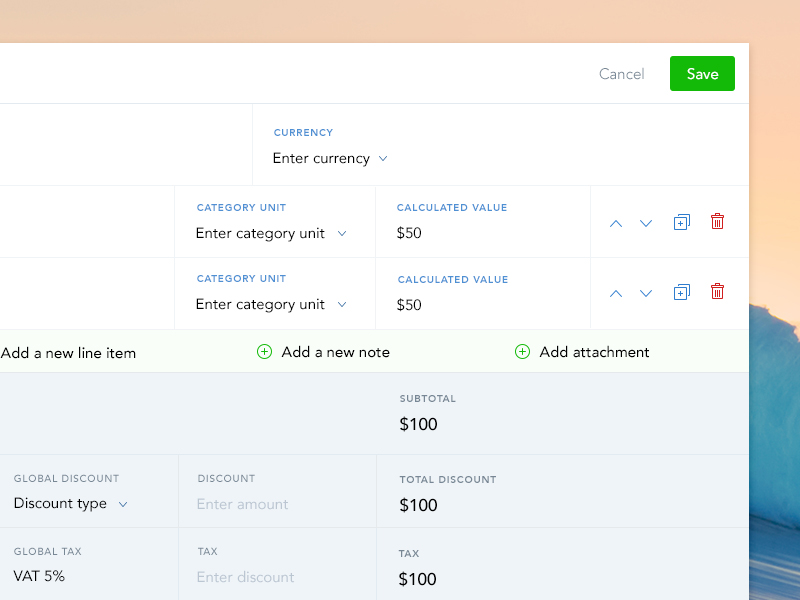 Cancel
Save
CURRENCY
Enter currency
CATEGORY UNIT
CALCULATED VALUE
Enter category unit
$50
CATEGORY UNIT
CALCULATED VALUE
Enter category unit
$50
Add a new line item
Add a new note
Add attachment
SUBTOTAL
$100
GLOBAL DISCOUNT
DISCOUNT
TOTAL DISCOUNT
Discount type
Enter amount
$100
GLOBAL TAX
TAX
TAX
VAT 5%
Enter discount
$100